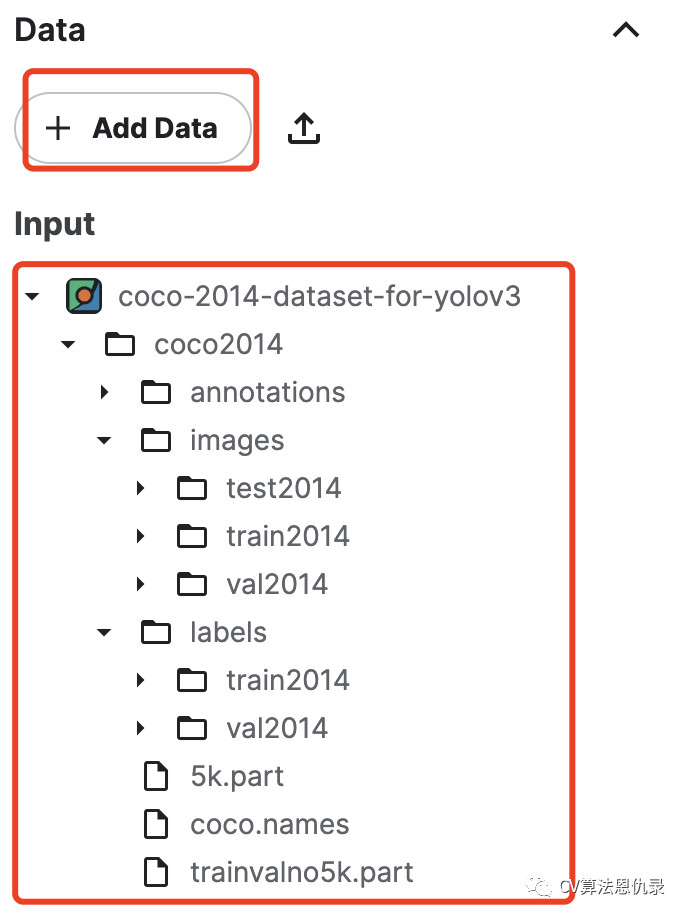 Data
+ Add Data
Input
coco-2014-dataset-for-yolov3
coco2014
annotations
images
test2014
train2014
val2014
labels
train2014
val2014
5k.part
coco.names
trainvalno5k.part
CV算法恩仇录